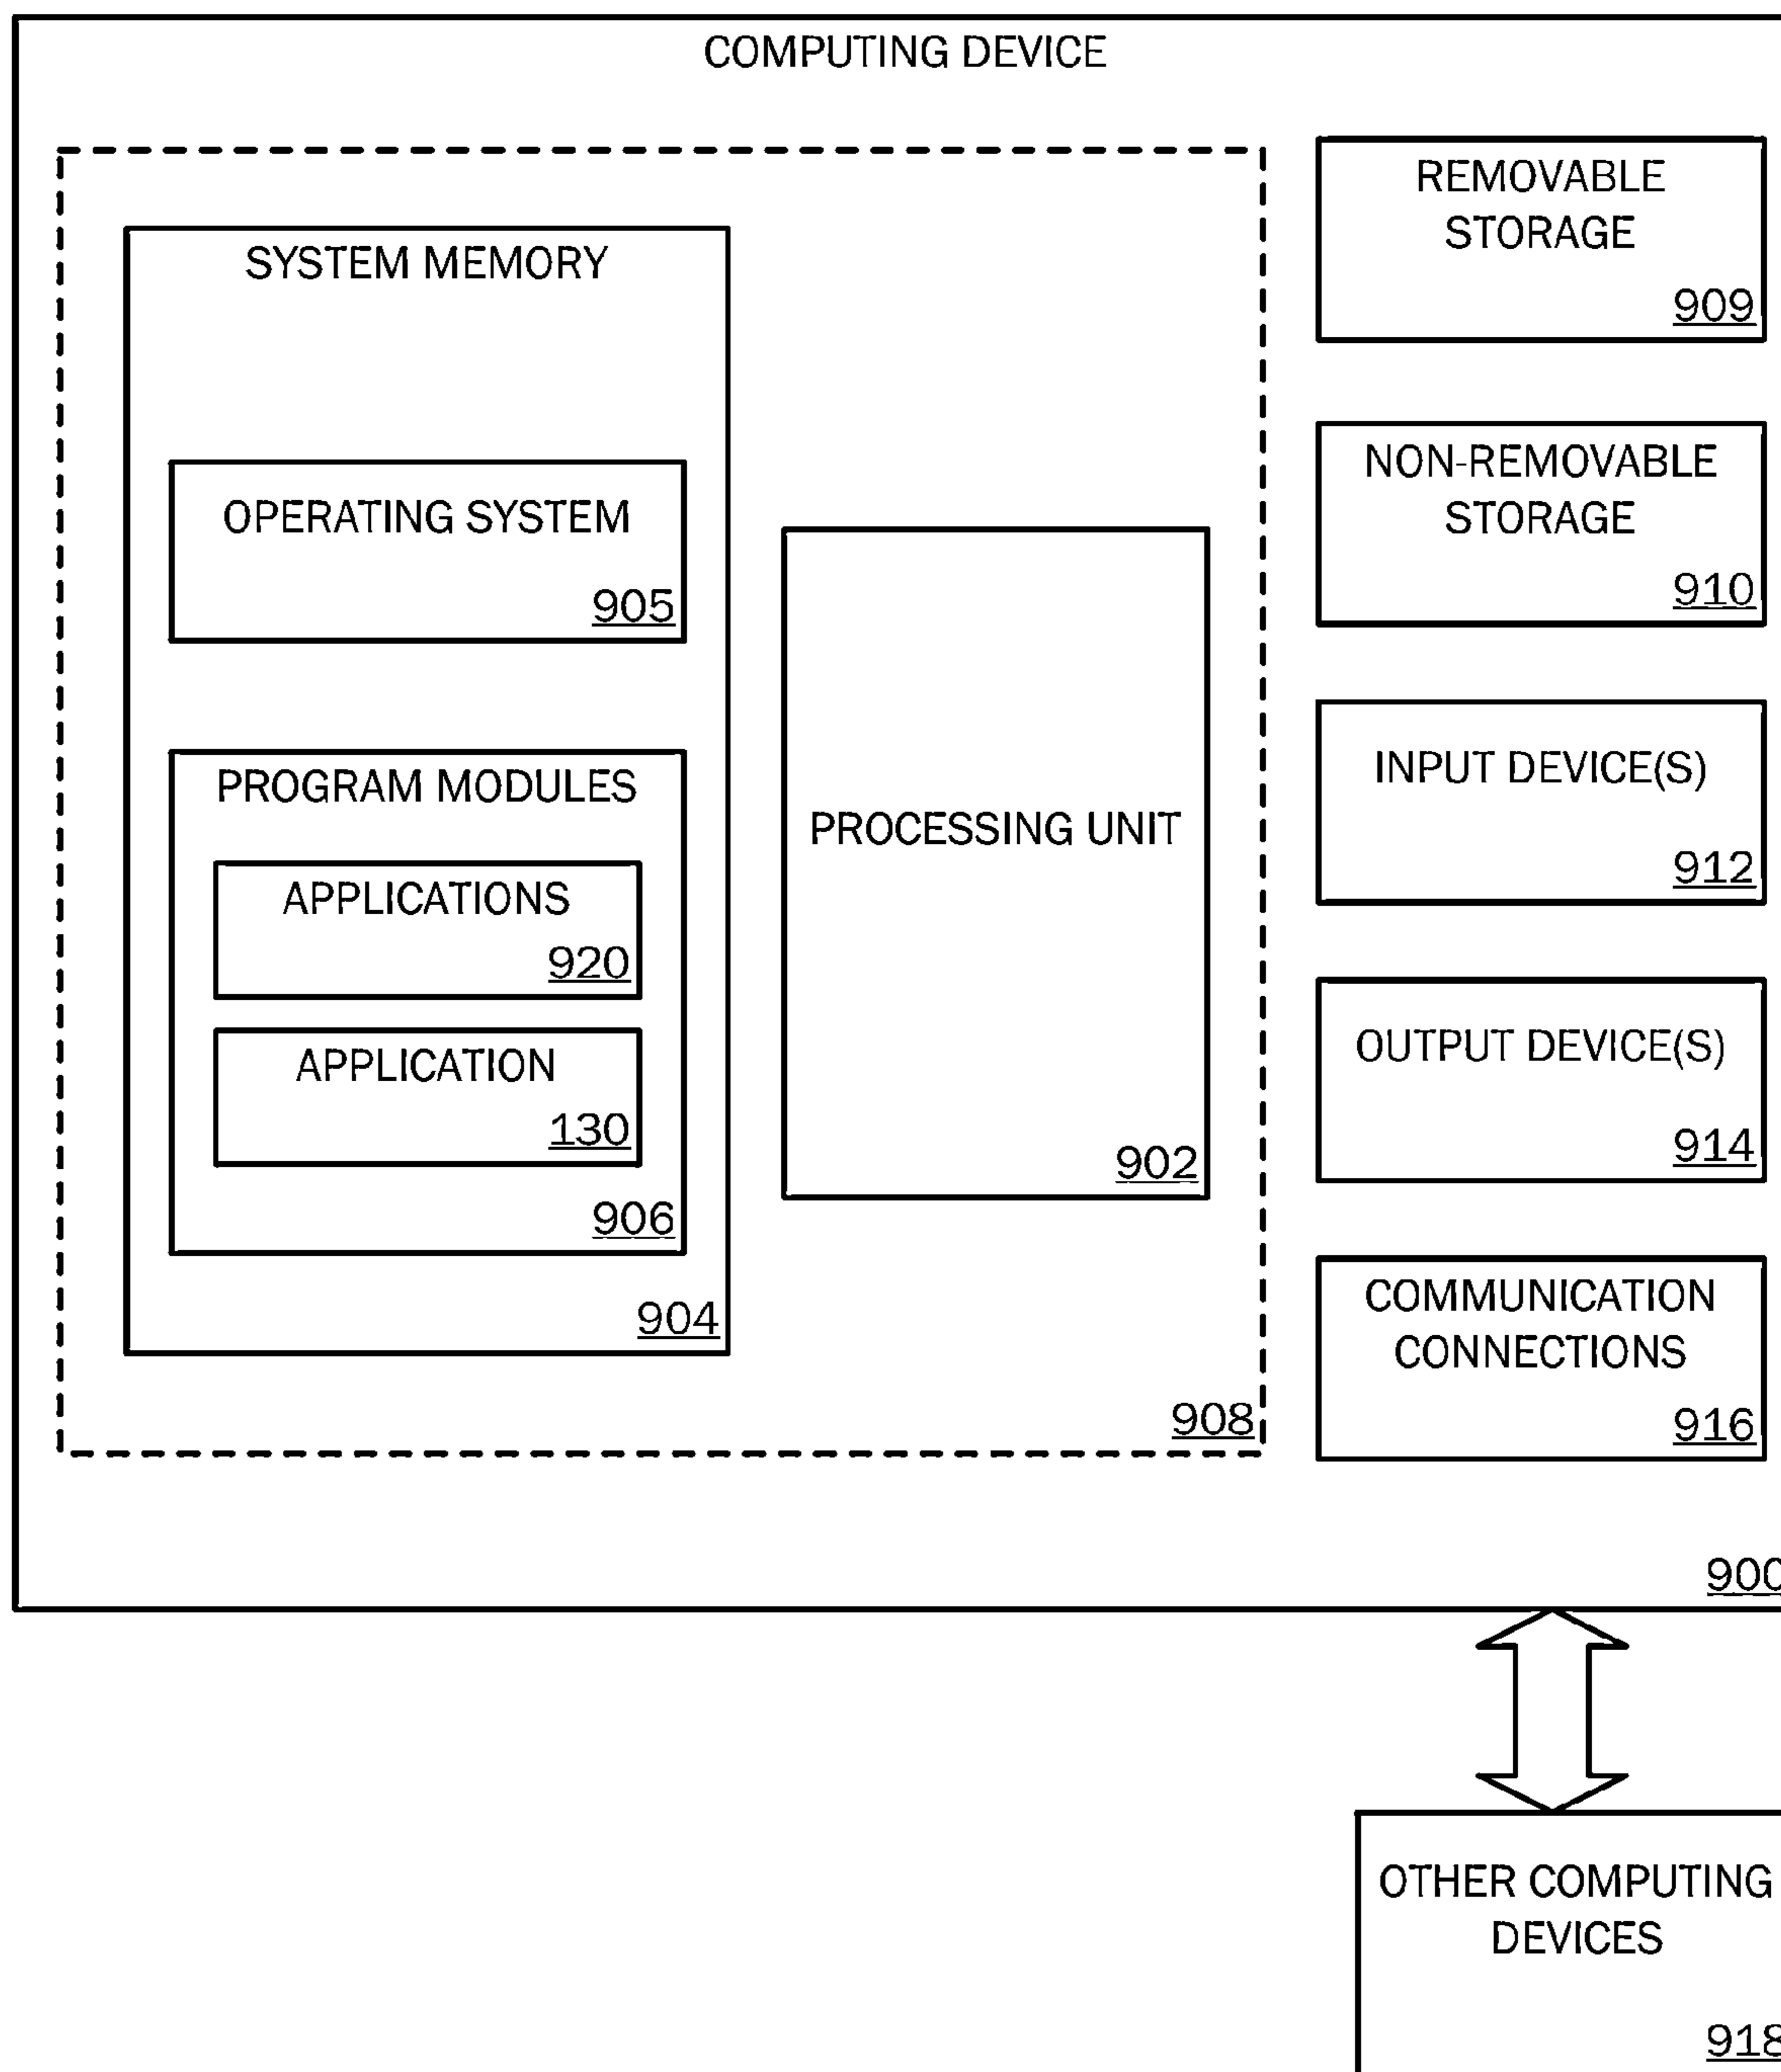 COMPUTING DEVICE
SYSTEM MEMORY
OPERATING SYSTEM
905
PROGRAM MODULES
APPLICATIONS
920
APPLICATION
130
906
904
PROCESSING UNIT
902
908
REMOVABLE
STORAGE
909
NON-REMOVABLE
STORAGE
910
INPUT DEVICE(S)
912
OUTPUT DEVICE(S)
914
COMMUNICATION
CONNECTIONS
916
900
OTHER COMPUTING
DEVICES
918